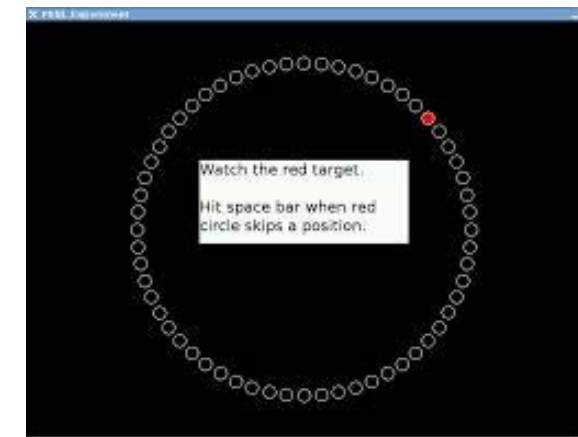 X PEBL Experiment
Watch the red target.
Hit space bar when red
circle skips a position.